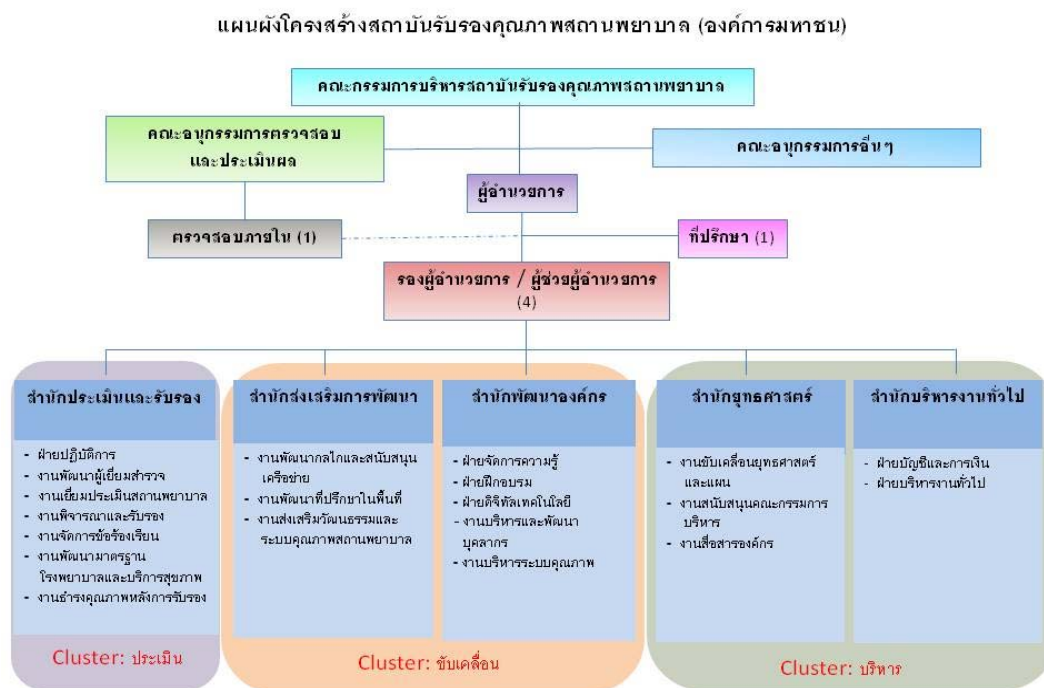 แผนผังโครงสร้างสถาบันรับรองคุณภาพสถานพยาบาล (องค์การมหาชน)
คณะกรรมการบริหารสถาบันรับรองคุณภาพสถานพยาบาล
คณะอนุกรรมการตรวจสอบ
และประเมินผล
คณะอนุกรรมการอื่นๆ
ผู้อำนวยการ
ตรวจสอบภายใน (1)
ที่ปรึกษา (1)
รองผู้อำนวยการ / ผู้ช่วยผู้อำนวยการ
(4)
สำนักประเมินและรับรอง
- ฝ่ายปฏิบัติการ
- งานพัฒนาผู้เยี่ยมสำรวจ
- งานเยี่ยมประเมินสถานพยาบาล
- งานพิจารณาและรับรอง
- งานจัดการข้อร้องเรียน
- งานพัฒนามาตรฐาน
โรงพยาบาลและบริการสุขภาพ
- งานธำรงคุณภาพหลังการรับรอง
Cluster: ประเมิน
สำนักส่งเสริมการพัฒนา
- งานพัฒนากลไกและสนับสนุน
เครือข่าย
- งานพัฒนาที่ปรึกษาในพื้นที่
- งานส่งเสริมวัฒนธรรมและ
ระบบคุณภาพสถานพยาบาล
สำนักพัฒนาองค์กร
- ฝ่ายจัดการความรู้
- ฝ่ายฝึกอบรม
- ฝ่ายดิจิทัลเทคโนโลยี
- งานบริหารและพัฒนา
บุคลากร
- งานบริหารระบบคุณภาพ
Cluster: ขับเคลื่อน
สำนักยุทธศาสตร์
- งานขับเคลื่อนยุทธศาสตร์
และแผน
- งานสนับสนุนคณะกรรมการ
บริหาร
- งานสื่อสารองค์กร
สำนักบริหารงานทั่วไป
- ฝ่ายบัญชีและการเงิน
- ฝ่ายบริหารงานทั่วไป
Cluster: บริหาร